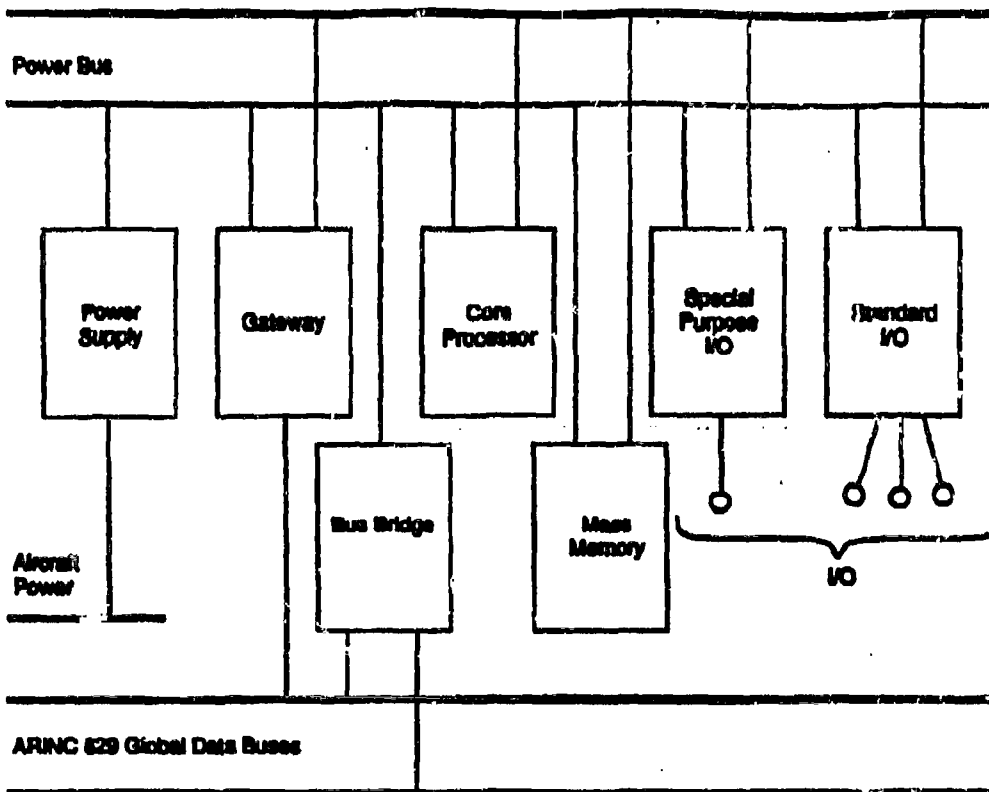 Power Bus
Power
Supply
Gateway
Core
Processor
Special
Purpose
I/O
Standard
I/O
Bus Bridge
Mass
Memory
I/O
Aircraft
Power
ARINC 629 Global Data Buses